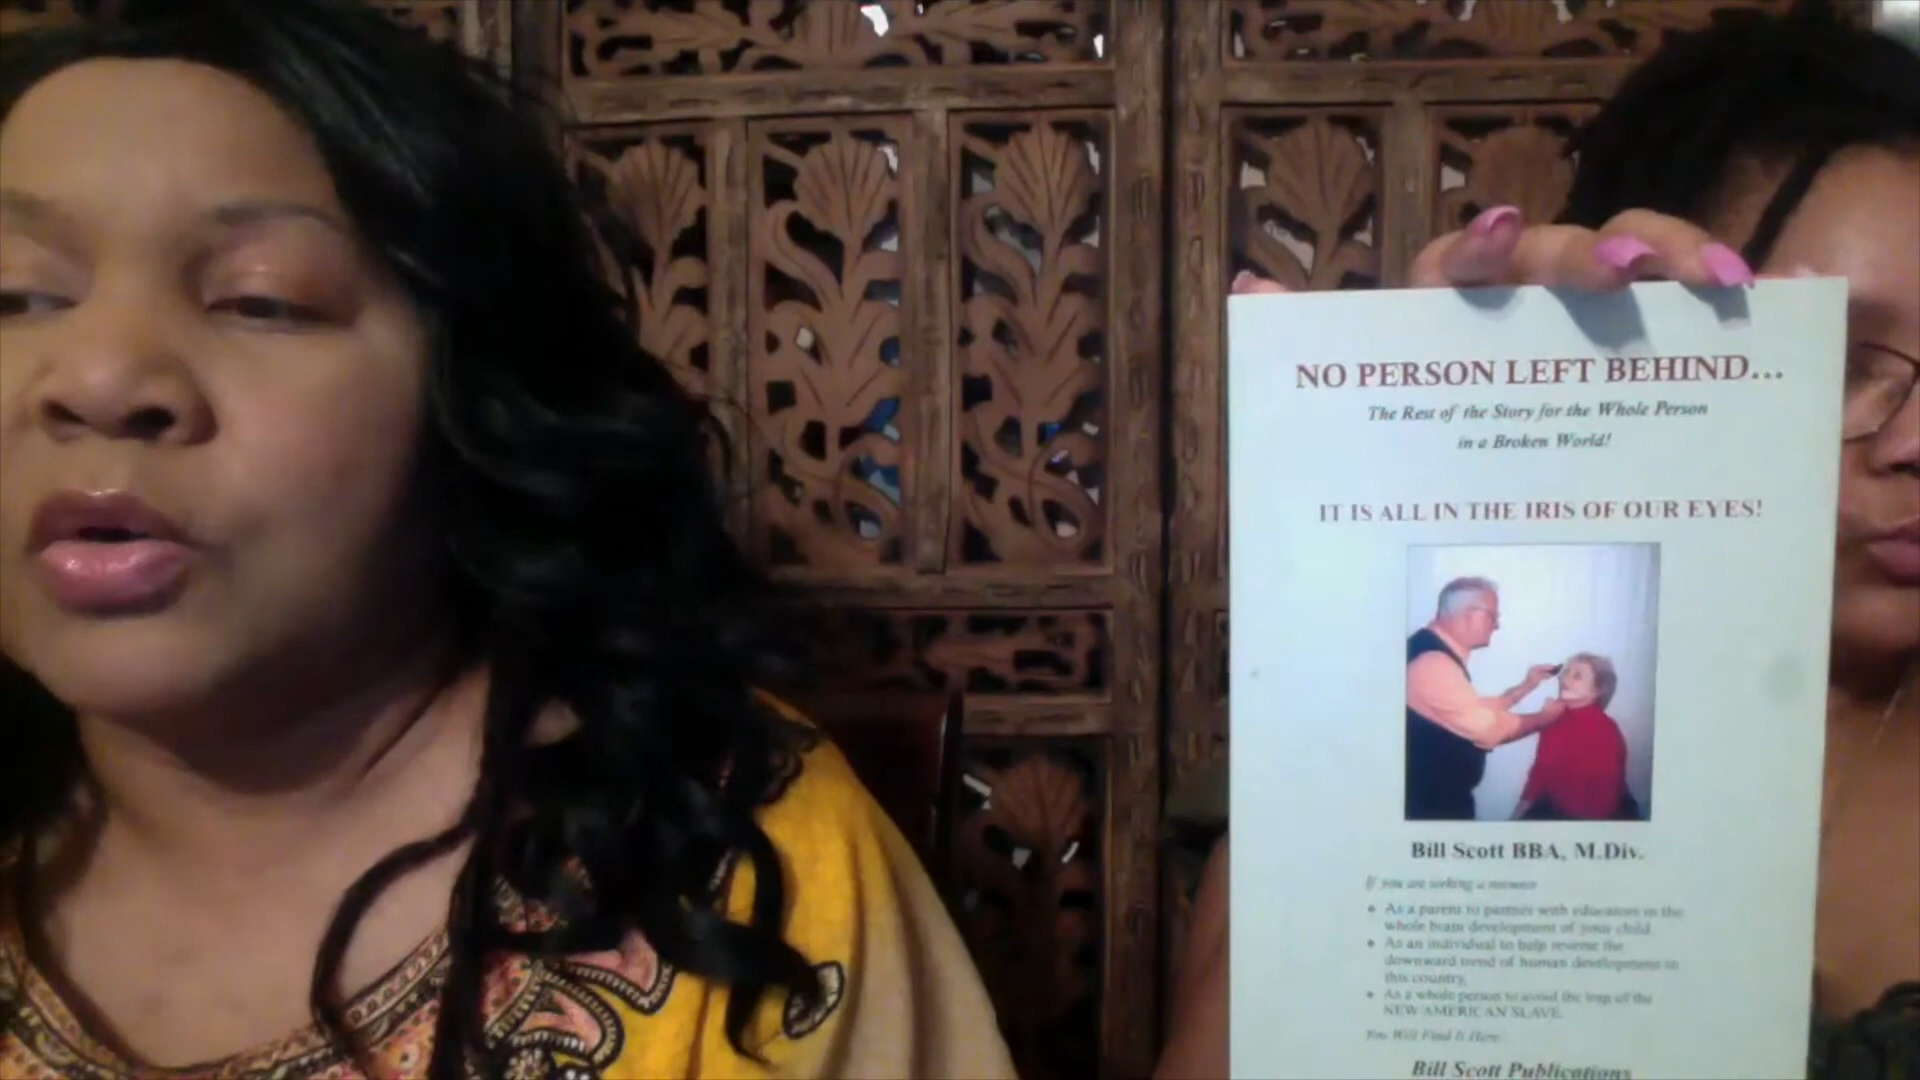 NO PERSON LEFT BEHIND...
The Rest of the Story for the Whole Person
in a Broken World!
IT IS ALL IN THE IRIS OF OUR EYES!
Bill Scott BBA, M.Div.
If you are seeking a resource
• As a parent to partner with educators in the
whole brain development of your child.
• As an individual to help reverse the
downward trend of human development in
this country,
• As a whole person to avoid the trap of the
NEW AMERICAN SLAVE.
You Will Find It Here:
Bill Scott Publications